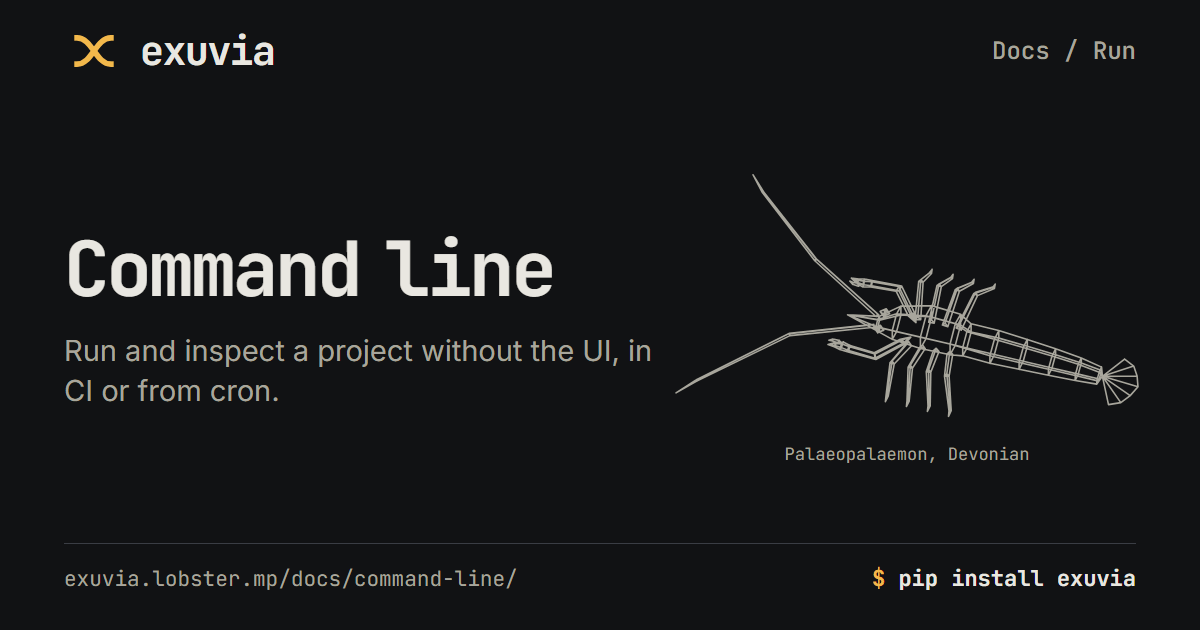 exuvia
Docs / Run
Command line
Run and inspect a project without the UI, in
CI or from cron.
Palaeopalaemon, Devonian
exuvia.lobster.mp/docs/command-line/
$ pip install exuvia